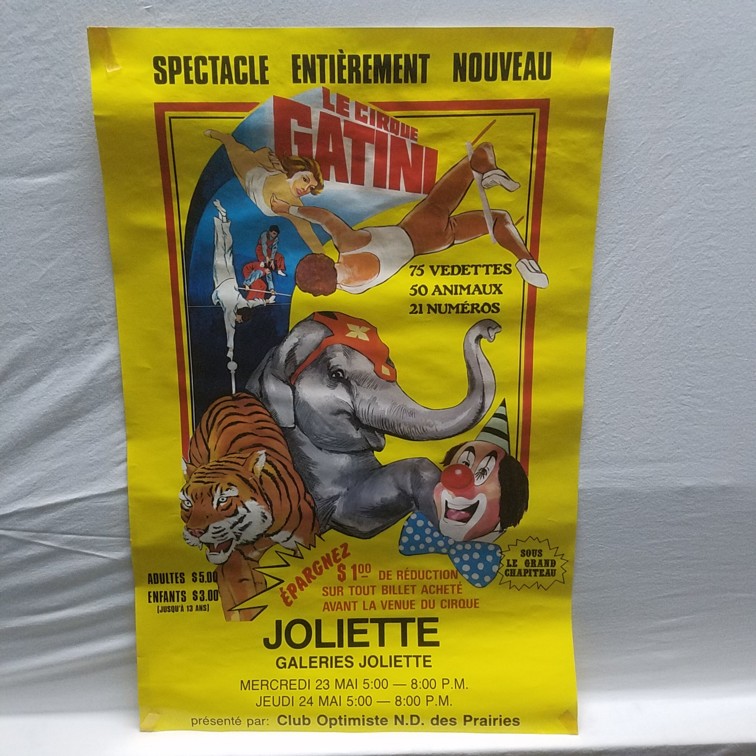 SPECTACLE ENTIÈREMENT NOUVEAU
LE CIRQUE
GATINI
75 VEDETTES
50 ANIMAUX
21 NUMÉROS
SOUS
LE GRAND
CHAPITEAU
ADULTES $5.00
ENFANTS $3.00
(JUSQU'À 13 ANS)
ÉPARGNEZ
$1.00 DE RÉDUCTION
SUR TOUT BILLET ACHETÉ
AVANT LA VENUE DU CIRQUE
JOLIETTE
GALERIES JOLIETTE
MERCREDI 23 MAI 5:00 — 8:00 P.M.
JEUDI 24 MAI 5:00 — 8:00 P.M.
présenté par: Club Optimiste N.D. des Prairies